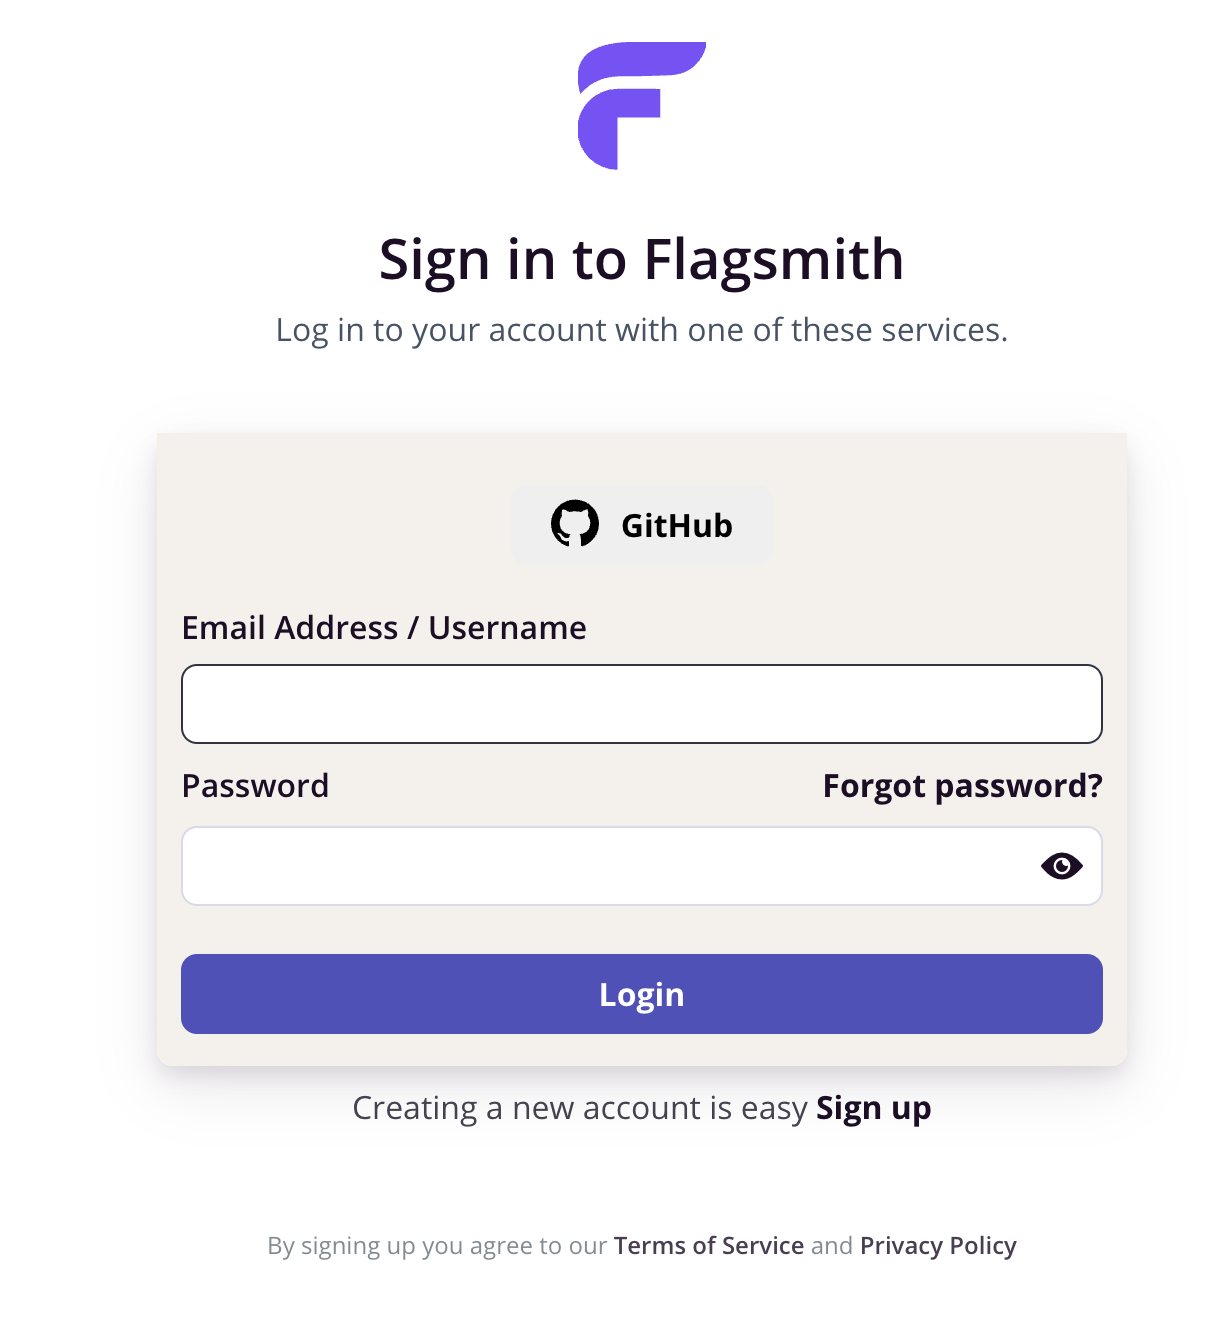 Sign in to Flagsmith
Log in to your account with one of these services.
GitHub
Email Address / Username
Password
Forgot password?
Login
Creating a new account is easy Sign up
By signing up you agree to our Terms of Service and Privacy Policy